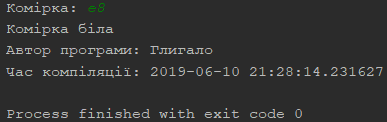 Комірка: e8
Комірка біла
Автор програми: Глигало
Час компіляції: 2019-06-10 21:28:14.231627
Process finished with exit code 0